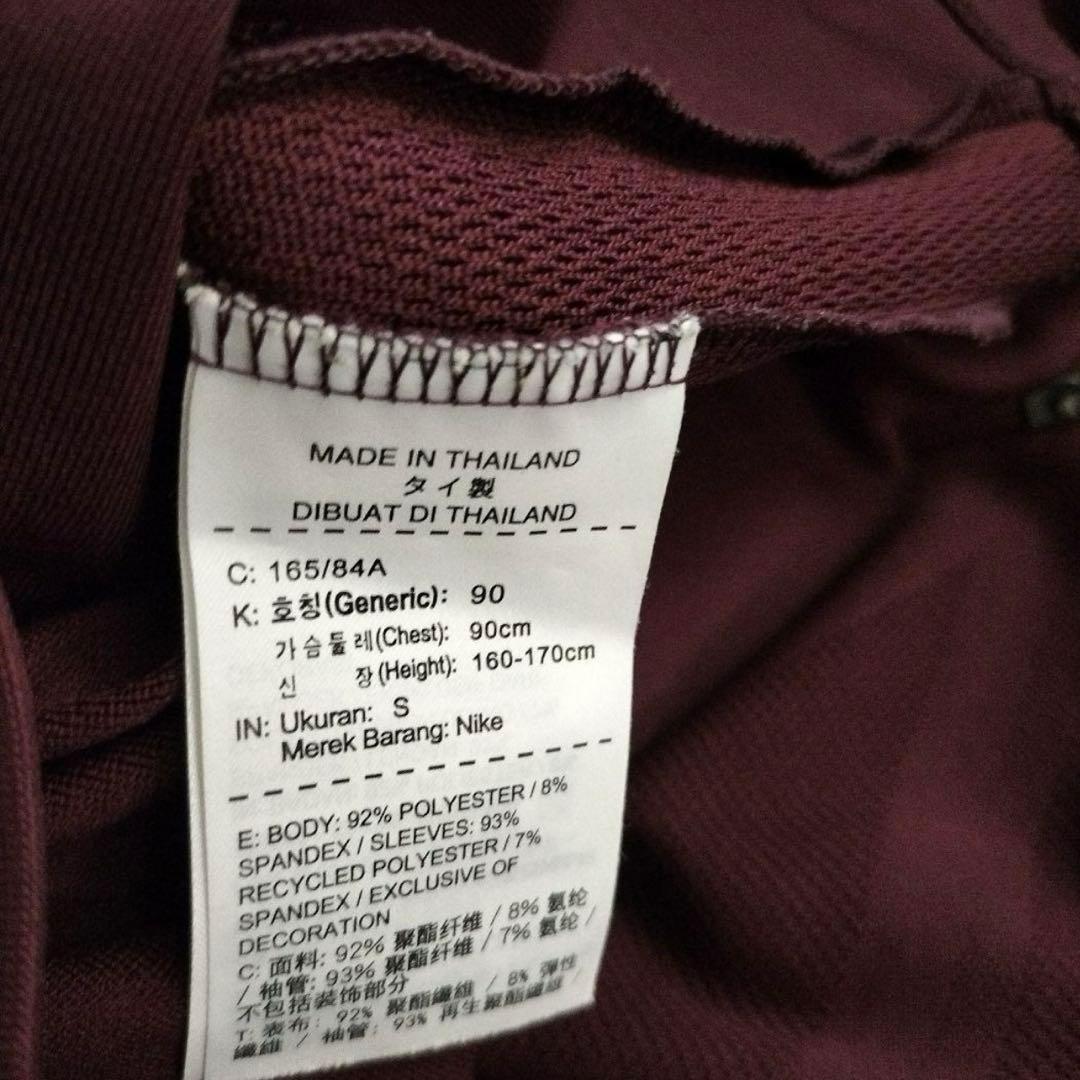 MADE IN THAILAND
タイ製
DIBUAT DI THAILAND
C: 165/84A
K: 호칭(Generic): 90
가슴둘레(Chest): 90cm
신 장(Height): 160-170cm
IN: Ukuran: S
Merek Barang: Nike
E: BODY: 92% POLYESTER / 8%
SPANDEX / SLEEVES: 93%
RECYCLED POLYESTER / 7%
SPANDEX / EXCLUSIVE OF
DECORATION
C: 面料: 92% 聚酯纤维 / 8% 氨纶
/ 袖管: 93% 聚酯纤维 / 7% 氨纶 /
不包括装饰部分
T: 表布: 92% 聚酯纖維 / 8% 彈性
纖維 / 袖管: 93% 再生聚酯纖維 /